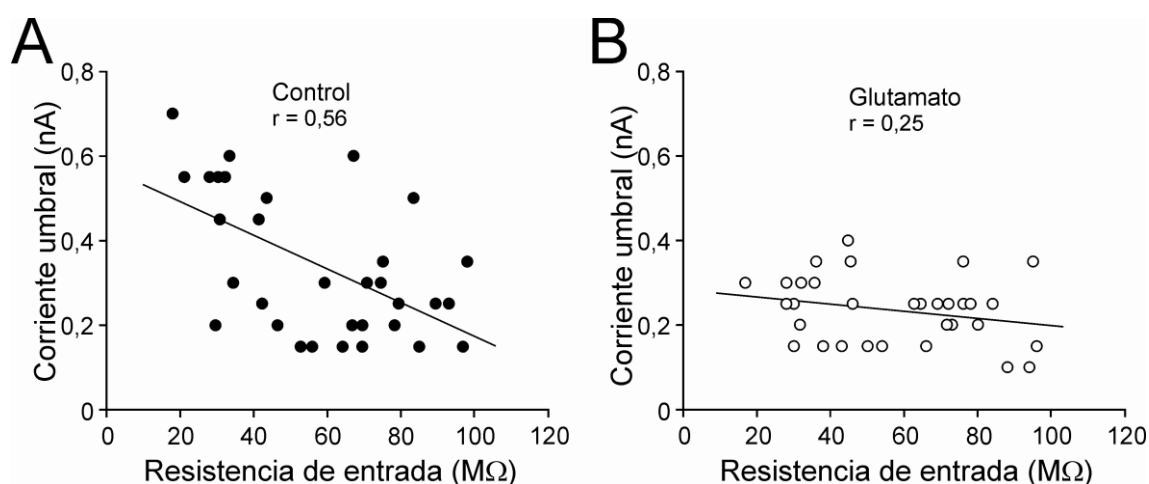 A
Control
r = 0,56
Corriente umbral (nA)
0,8
0,6
0,4
0,2
0
0 20 40 60 80 100 120
Resistencia de entrada (MΩ)
B
Glutamato
r = 0,25
Corriente umbral (nA)
0,8
0,6
0,4
0,2
0
0 20 40 60 80 100 120
Resistencia de entrada (MΩ)